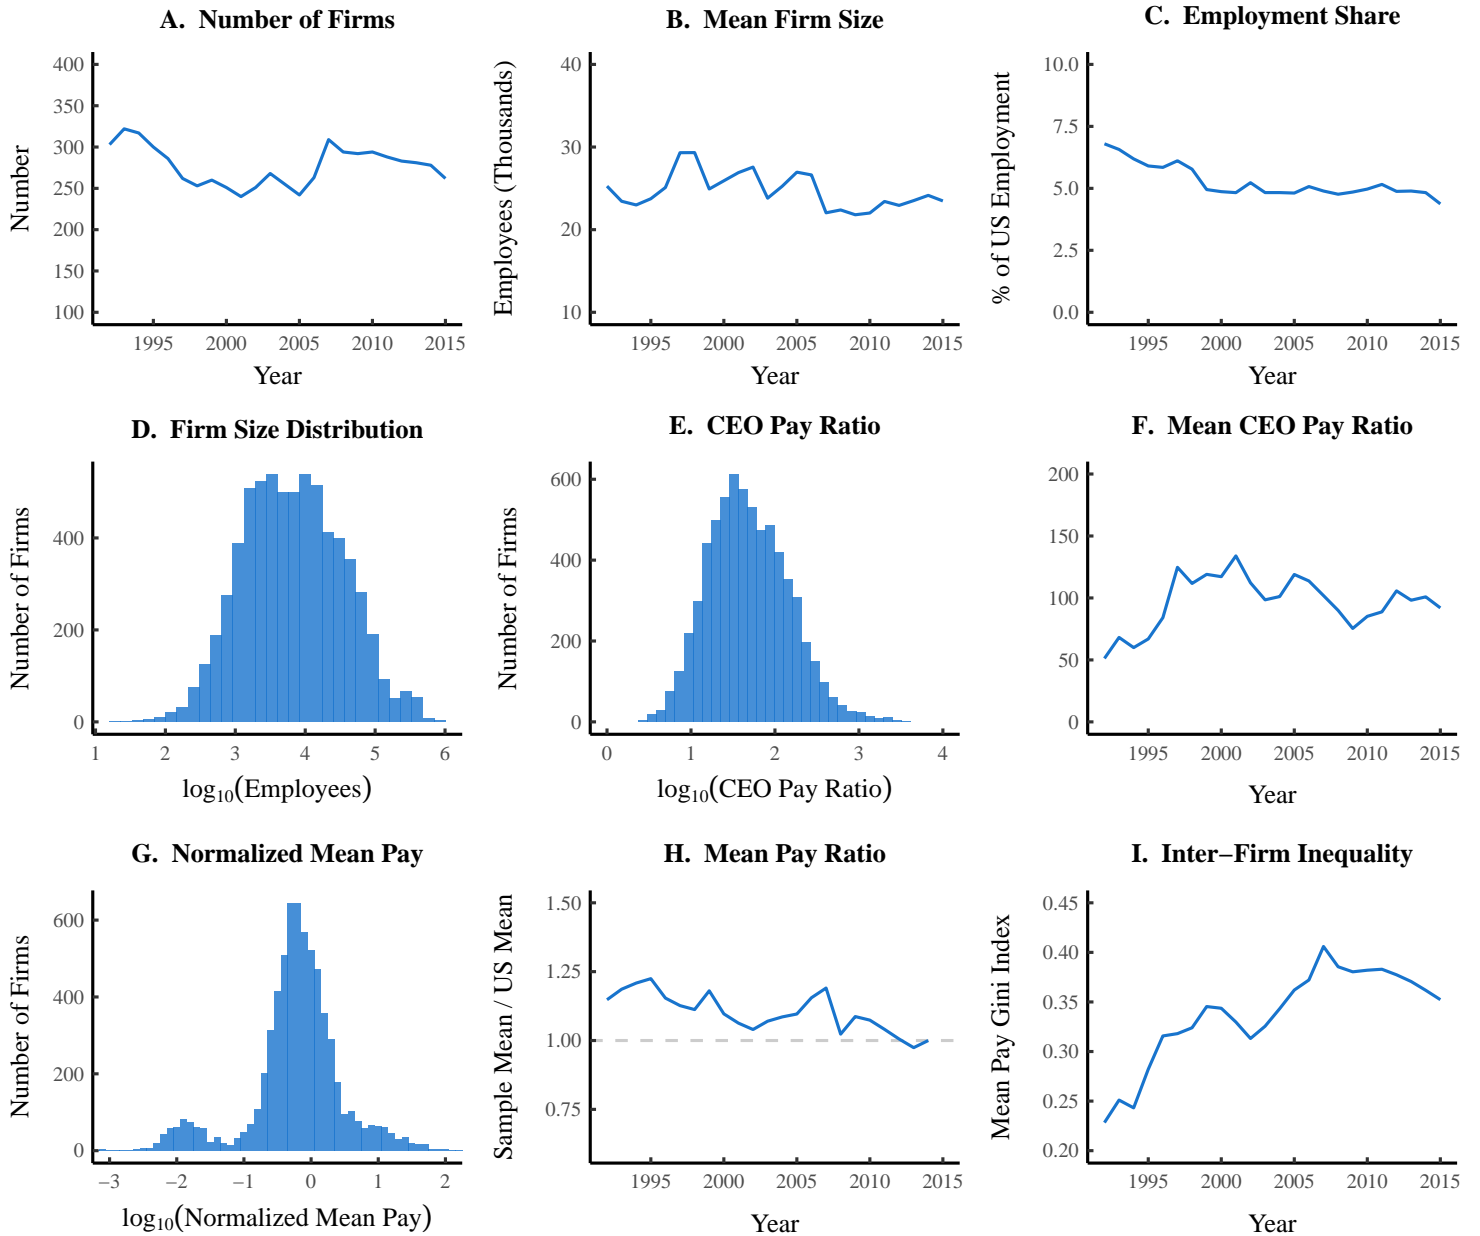 A. Number of Firms
Number
400
350
300
250
200
150
100
1995 2000 2005 2010 2015
Year
B. Mean Firm Size
Employees (Thousands)
40
30
20
10
1995 2000 2005 2010 2015
Year
C. Employment Share
% of US Employment
10.0
7.5
5.0
2.5
0.0
1995 2000 2005 2010 2015
Year
D. Firm Size Distribution
Number of Firms
400
200
0
1 2 3 4 5 6
log10(Employees)
E. CEO Pay Ratio
Number of Firms
600
400
200
0
0 1 2 3 4
log10(CEO Pay Ratio)
F. Mean CEO Pay Ratio
200
150
100
50
0
1995 2000 2005 2010 2015
Year
G. Normalized Mean Pay
Number of Firms
600
400
200
0
−3 −2 −1 0 1 2
log10(Normalized Mean Pay)
H. Mean Pay Ratio
Sample Mean / US Mean
1.50
1.25
1.00
0.75
1995 2000 2005 2010 2015
Year
I. Inter−Firm Inequality
Mean Pay Gini Index
0.45
0.40
0.35
0.30
0.25
0.20
1995 2000 2005 2010 2015
Year